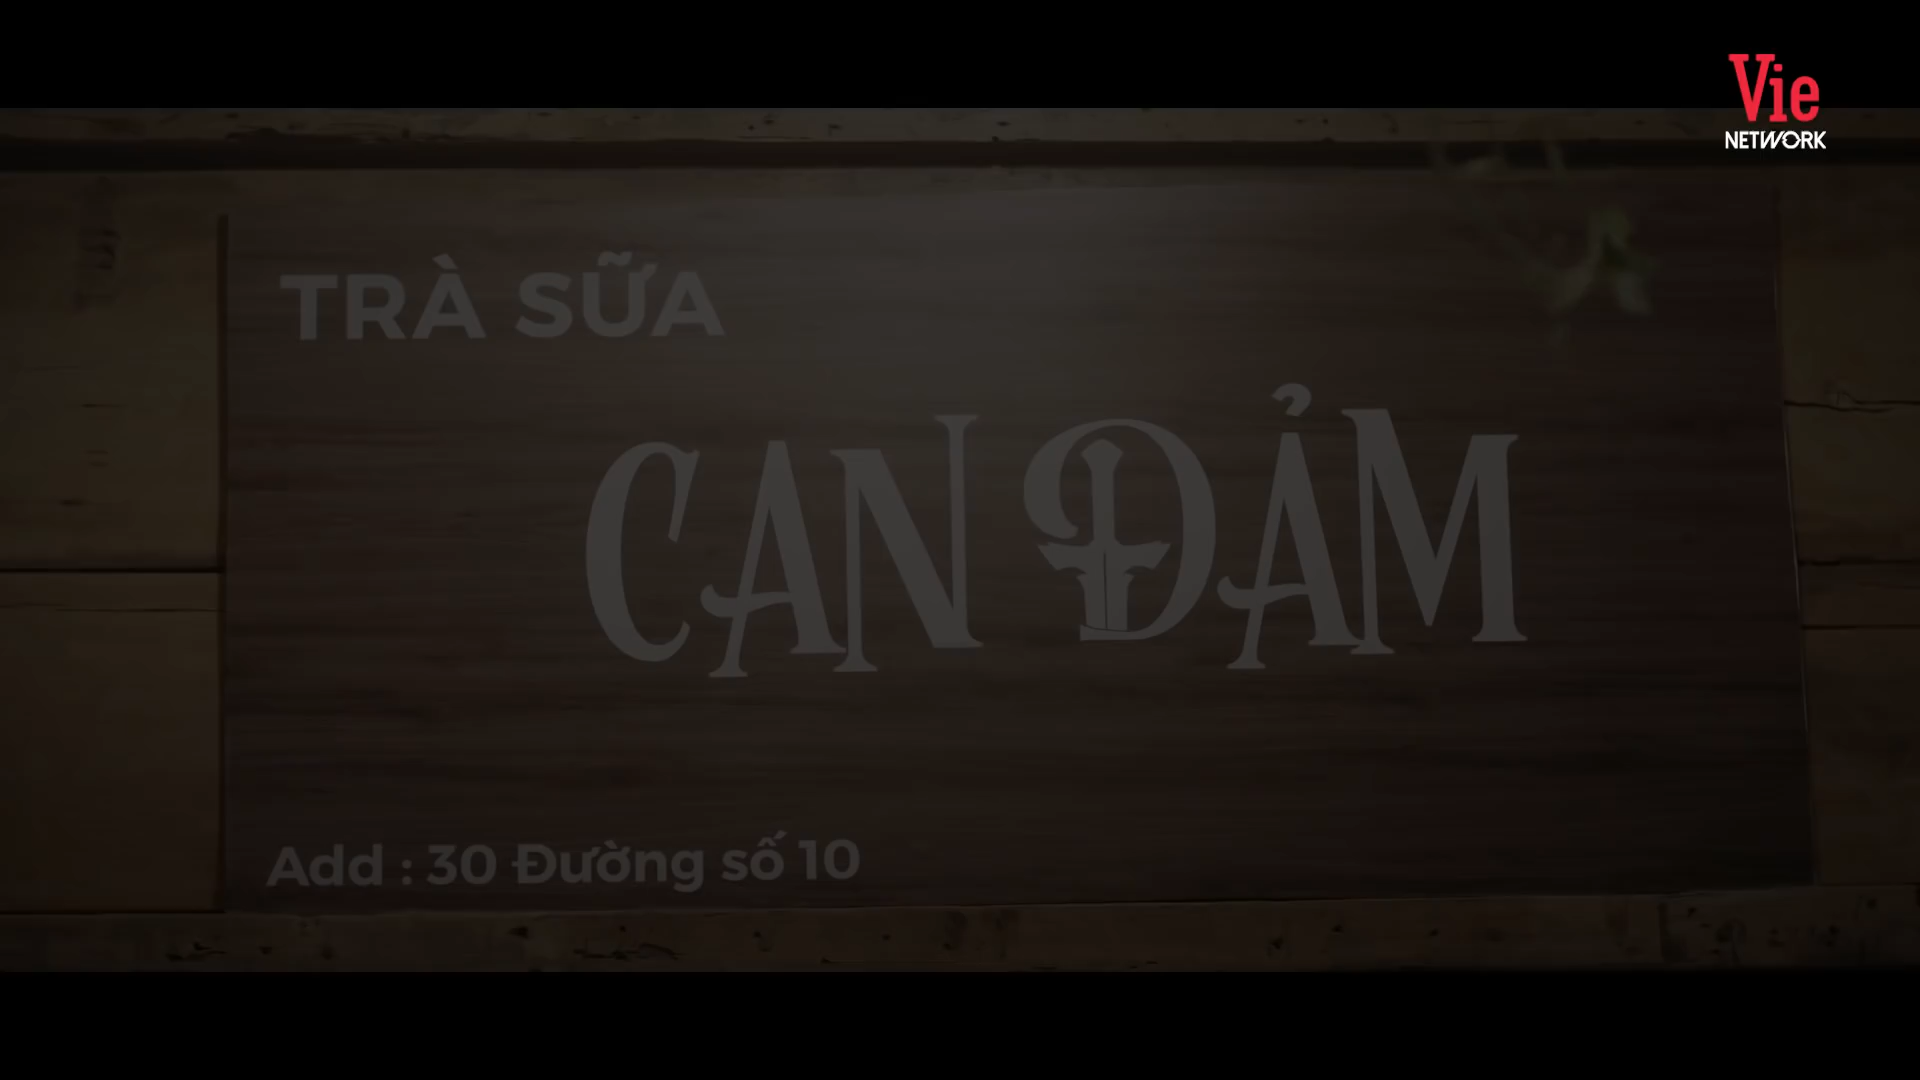 Vie
NETWORK
TRÀ SỮA
CAN ĐẢM
Add : 30 Đường số 10